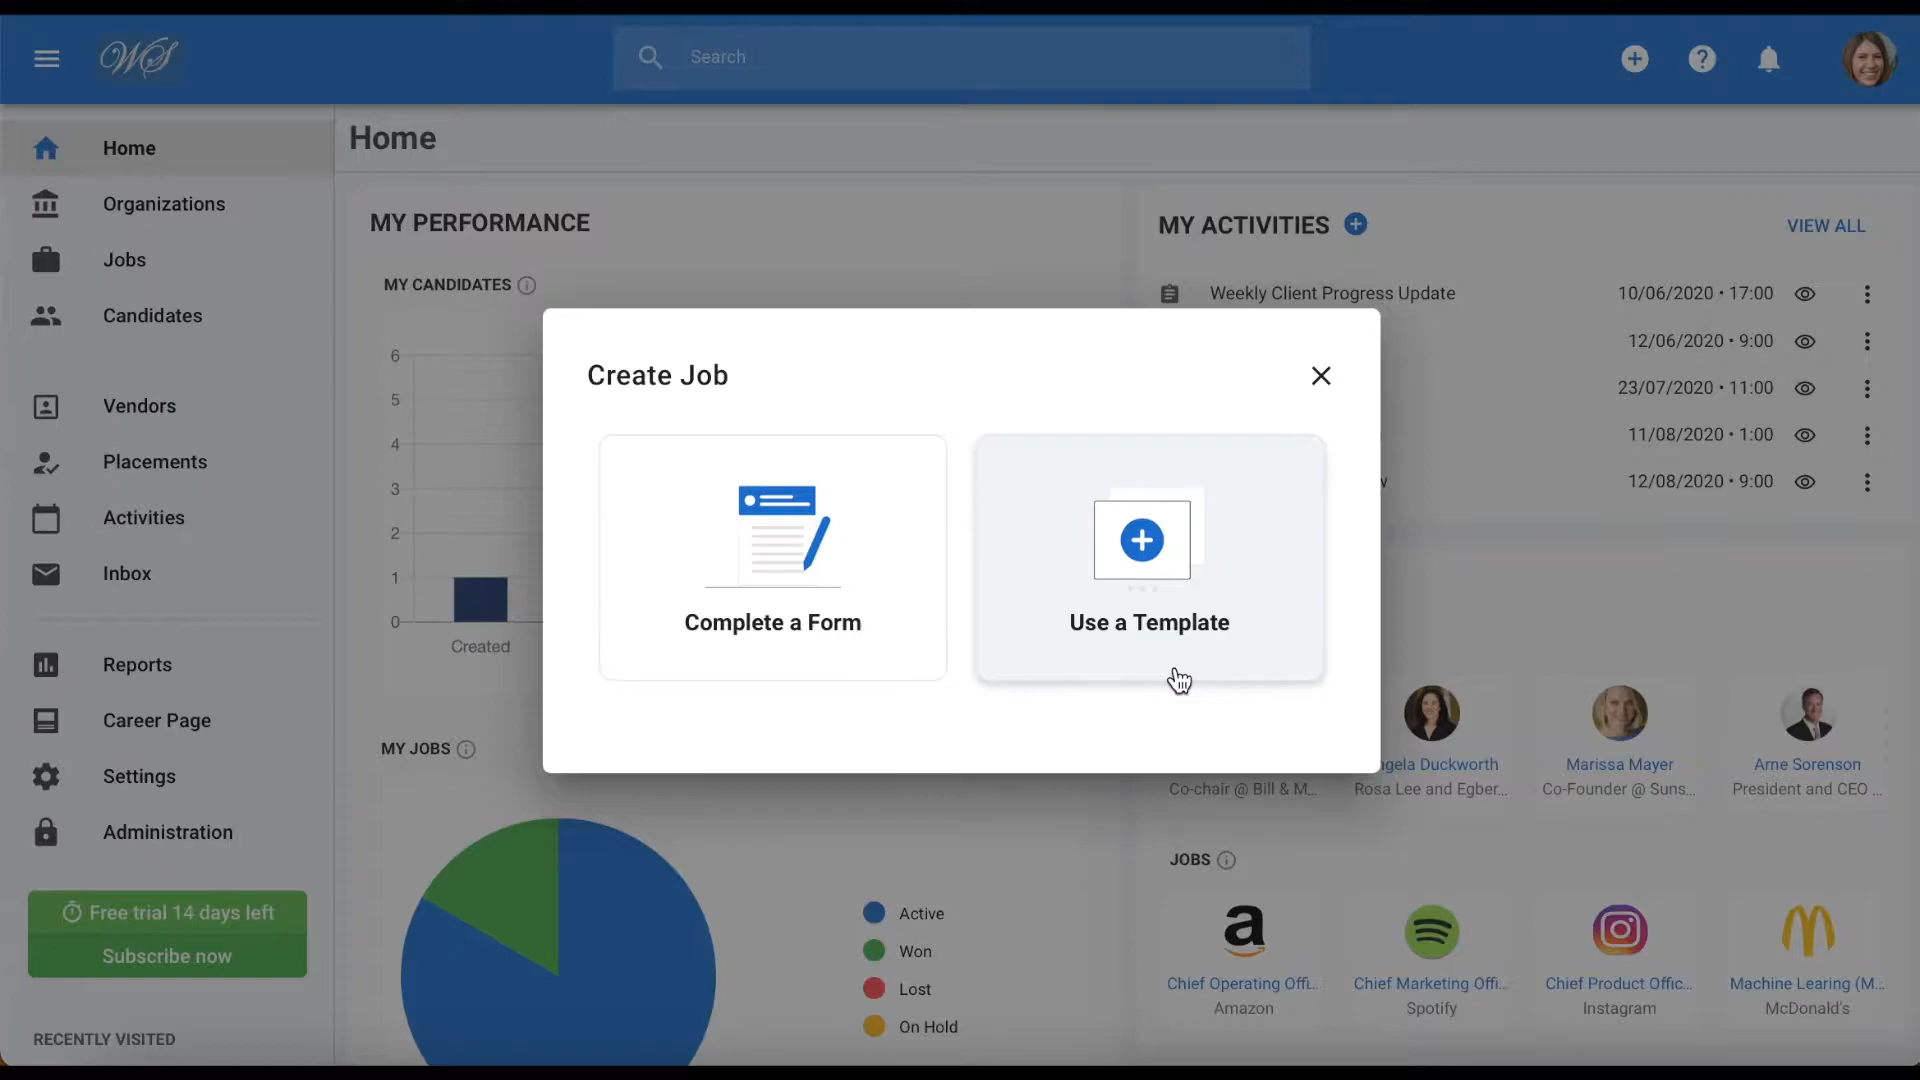 WS
Search
Home
Organizations
Jobs
Candidates
Vendors
Placements
Activities
Inbox
Reports
Career Page
Settings
Administration
Free trial 14 days left
Subscribe now
RECENTLY VISITED
Home
MY PERFORMANCE
MY CANDIDATES
6
5
4
3
2
1
0
Created
MY JOBS
Active
Won
Lost
On Hold
Create Job
Complete a Form
Use a Template
MY ACTIVITIES
VIEW ALL
Weekly Client Progress Update 10/06/2020 • 17:00
12/06/2020 • 9:00
23/07/2020 • 11:00
11/08/2020 • 1:00
12/08/2020 • 9:00
Co-chair @ Bill & M...
ngela Duckworth
Rosa Lee and Egber...
Marissa Mayer
Co-Founder @ Suns...
Arne Sorenson
President and CEO ...
JOBS
Chief Operating Offi...
Amazon
Chief Marketing Offi...
Spotify
Chief Product Offic...
Instagram
Machine Learing (M...
McDonald's